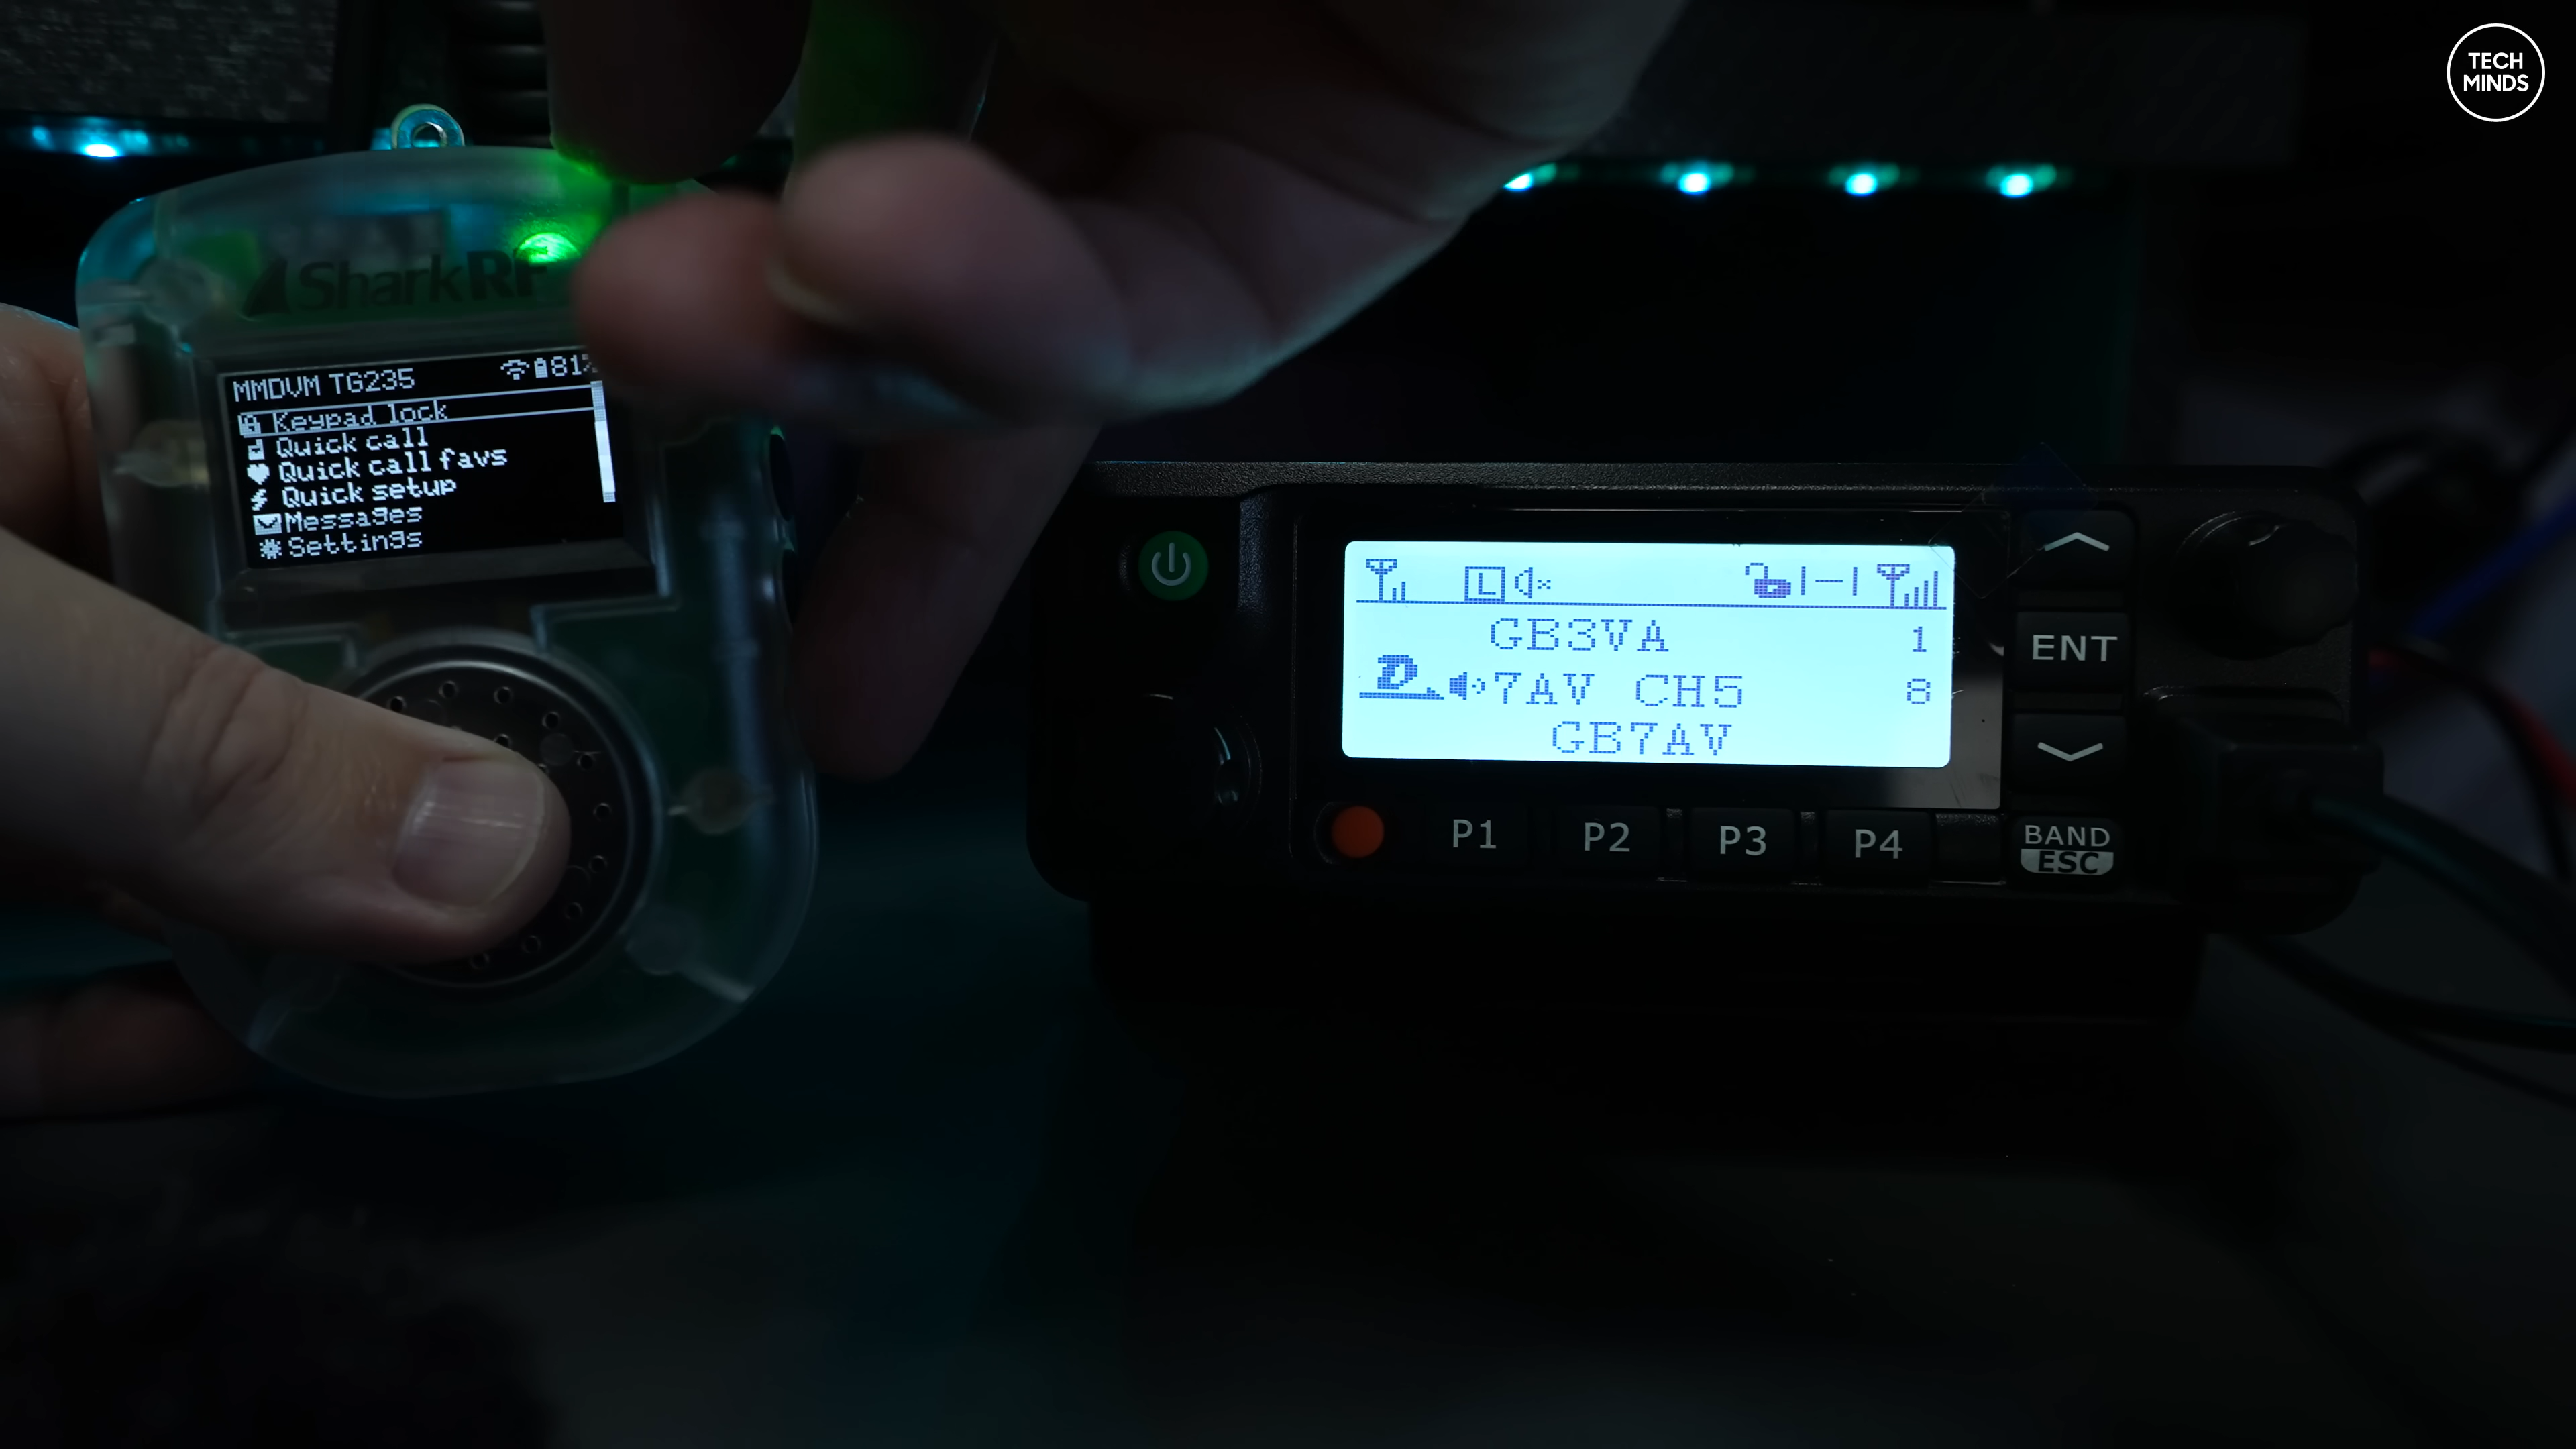 TECH
MINDS
SharkRF
MMDVM TG235 81%
Keypad lock
Quick call
Quick call favs
Quick setup
Messages
Settings
L
GB3VA 1
D 7AV CH5 8
GB7AV
ENT
P1 P2 P3 P4
BAND
ESC